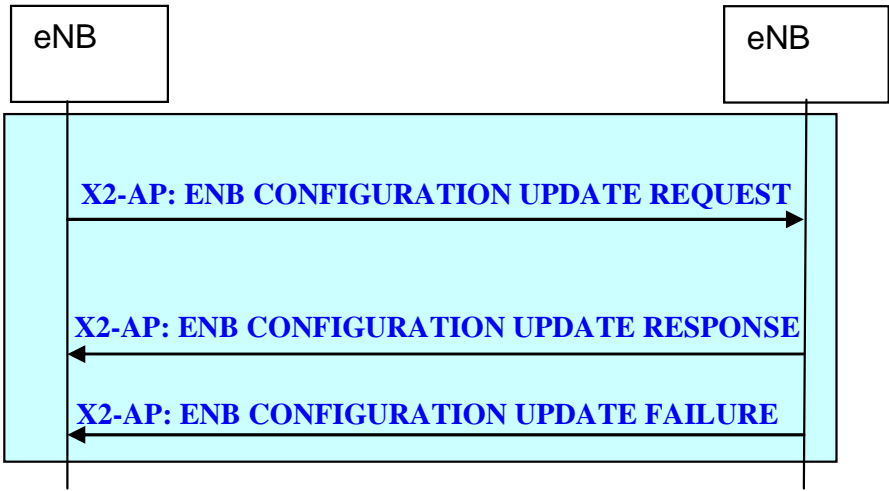 eNB
eNB
X2-AP: ENB CONFIGURATION UPDATE REQUEST
X2-AP: ENB CONFIGURATION UPDATE RESPONSE
X2-AP: ENB CONFIGURATION UPDATE FAILURE